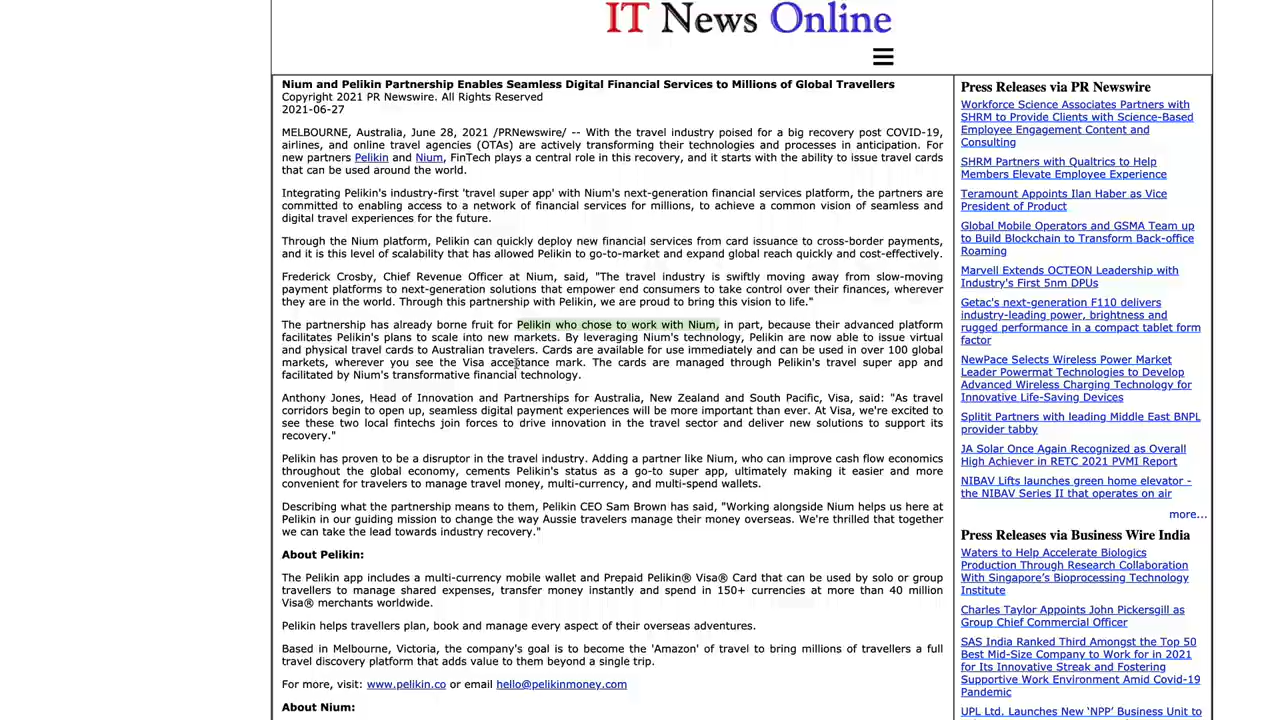 IT News Online
Nium and Pelikin Partnership Enables Seamless Digital Financial Services to Millions of Global Travellers
Copyright 2021 PR Newswire. All Rights Reserved
2021-06-27
MELBOURNE, Australia, June 28, 2021 /PRNewswire/ -- With the travel industry poised for a big recovery post COVID-19,
airlines, and online travel agencies (OTAs) are actively transforming their technologies and processes in anticipation. For
new partners Pelikin and Nium, FinTech plays a central role in this recovery, and it starts with the ability to issue travel cards
that can be used around the world.
Integrating Pelikin's industry-first 'travel super app' with Nium's next-generation financial services platform, the partners are
committed to enabling access to a network of financial services for millions, to achieve a common vision of seamless and
digital travel experiences for the future.
Through the Nium platform, Pelikin can quickly deploy new financial services from card issuance to cross-border payments,
and it is this level of scalability that has allowed Pelikin to go-to-market and expand global reach quickly and cost-effectively.
Frederick Crosby, Chief Revenue Officer at Nium, said, "The travel industry is swiftly moving away from slow-moving
payment platforms to next-generation solutions that empower end consumers to take control over their finances, wherever
they are in the world. Through this partnership with Pelikin, we are proud to bring this vision to life."
The partnership has already borne fruit for Pelikin who chose to work with Nium, in part, because their advanced platform
facilitates Pelikin's plans to scale into new markets. By leveraging Nium's technology, Pelikin are now able to issue virtual
and physical travel cards to Australian travelers. Cards are available for use immediately and can be used in over 100 global
markets, wherever you see the Visa acceptance mark. The cards are managed through Pelikin's travel super app and
facilitated by Nium's transformative financial technology.
Anthony Jones, Head of Innovation and Partnerships for Australia, New Zealand and South Pacific, Visa, said: "As travel
corridors begin to open up, seamless digital payment experiences will be more important than ever. At Visa, we're excited to
see these two local fintechs join forces to drive innovation in the travel sector and deliver new solutions to support its
recovery."
Pelikin has proven to be a disruptor in the travel industry. Adding a partner like Nium, who can improve cash flow economics
throughout the global economy, cements Pelikin's status as a go-to super app, ultimately making it easier and more
convenient for travelers to manage travel money, multi-currency, and multi-spend wallets.
Describing what the partnership means to them, Pelikin CEO Sam Brown has said, "Working alongside Nium helps us here at
Pelikin in our guiding mission to change the way Aussie travelers manage their money overseas. We're thrilled that together
we can take the lead towards industry recovery."
About Pelikin:
The Pelikin app includes a multi-currency mobile wallet and Prepaid Pelikin® Visa® Card that can be used by solo or group
travellers to manage shared expenses, transfer money instantly and spend in 150+ currencies at more than 40 million
Visa® merchants worldwide.
Pelikin helps travellers plan, book and manage every aspect of their overseas adventures.
Based in Melbourne, Victoria, the company's goal is to become the 'Amazon' of travel to bring millions of travellers a full
travel discovery platform that adds value to them beyond a single trip.
For more, visit: www.pelikin.co or email hello@pelikinmoney.com
About Nium:
Press Releases via PR Newswire
Workforce Science Associates Partners with
SHRM to Provide Clients with Science-Based
Employee Engagement Content and
Consulting
SHRM Partners with Qualtrics to Help
Members Elevate Employee Experience
Teramount Appoints Ilan Haber as Vice
President of Product
Global Mobile Operators and GSMA Team up
to Build Blockchain to Transform Back-office
Roaming
Marvell Extends OCTEON Leadership with
Industry's First 5nm DPUs
Getac's next-generation F110 delivers
industry-leading power, brightness and
rugged performance in a compact tablet form
factor
NewPace Selects Wireless Power Market
Leader Powermat Technologies to Develop
Advanced Wireless Charging Technology for
Innovative Life-Saving Devices
Splitit Partners with leading Middle East BNPL
provider tabby
JA Solar Once Again Recognized as Overall
High Achiever in RETC 2021 PVMI Report
NIBAV Lifts launches green home elevator -
the NIBAV Series II that operates on air
more...
Press Releases via Business Wire India
Waters to Help Accelerate Biologics
Production Through Research Collaboration
With Singapore's Bioprocessing Technology
Institute
Charles Taylor Appoints John Pickersgill as
Group Chief Commercial Officer
SAS India Ranked Third Amongst the Top 50
Best Mid-Size Company to Work for in 2021
for Its Innovative Streak and Fostering
Supportive Work Environment Amid Covid-19
Pandemic
UPL Ltd. Launches New 'NPP' Business Unit to